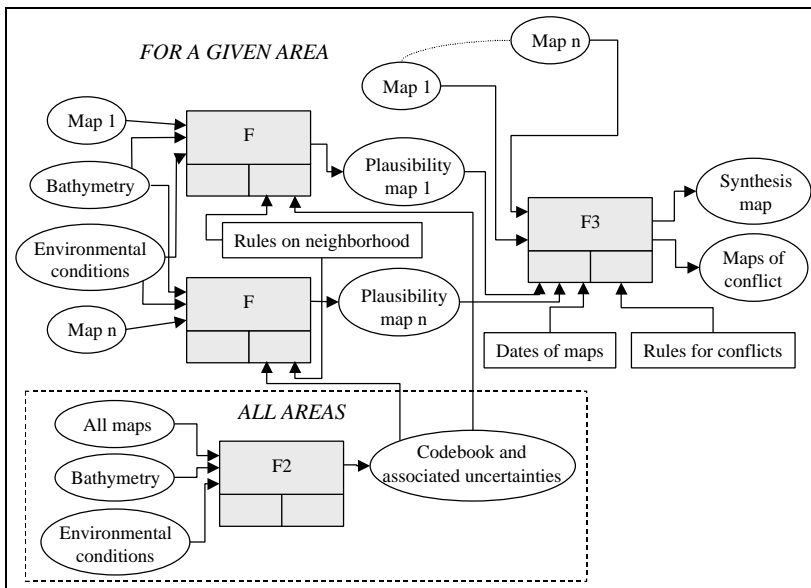 FOR A GIVEN AREA
Map n
Map 1
Map 1
F
Bathymetry
Plausibility
map 1
Synthesis
map
F3
Environmental
conditions
Rules on neighborhood
Maps of
conflict
F
Plausibility
map n
Map n
Dates of maps
Rules for conflicts
ALL AREAS
All maps
F2
Codebook and
associated uncertainties
Bathymetry
Environmental
conditions